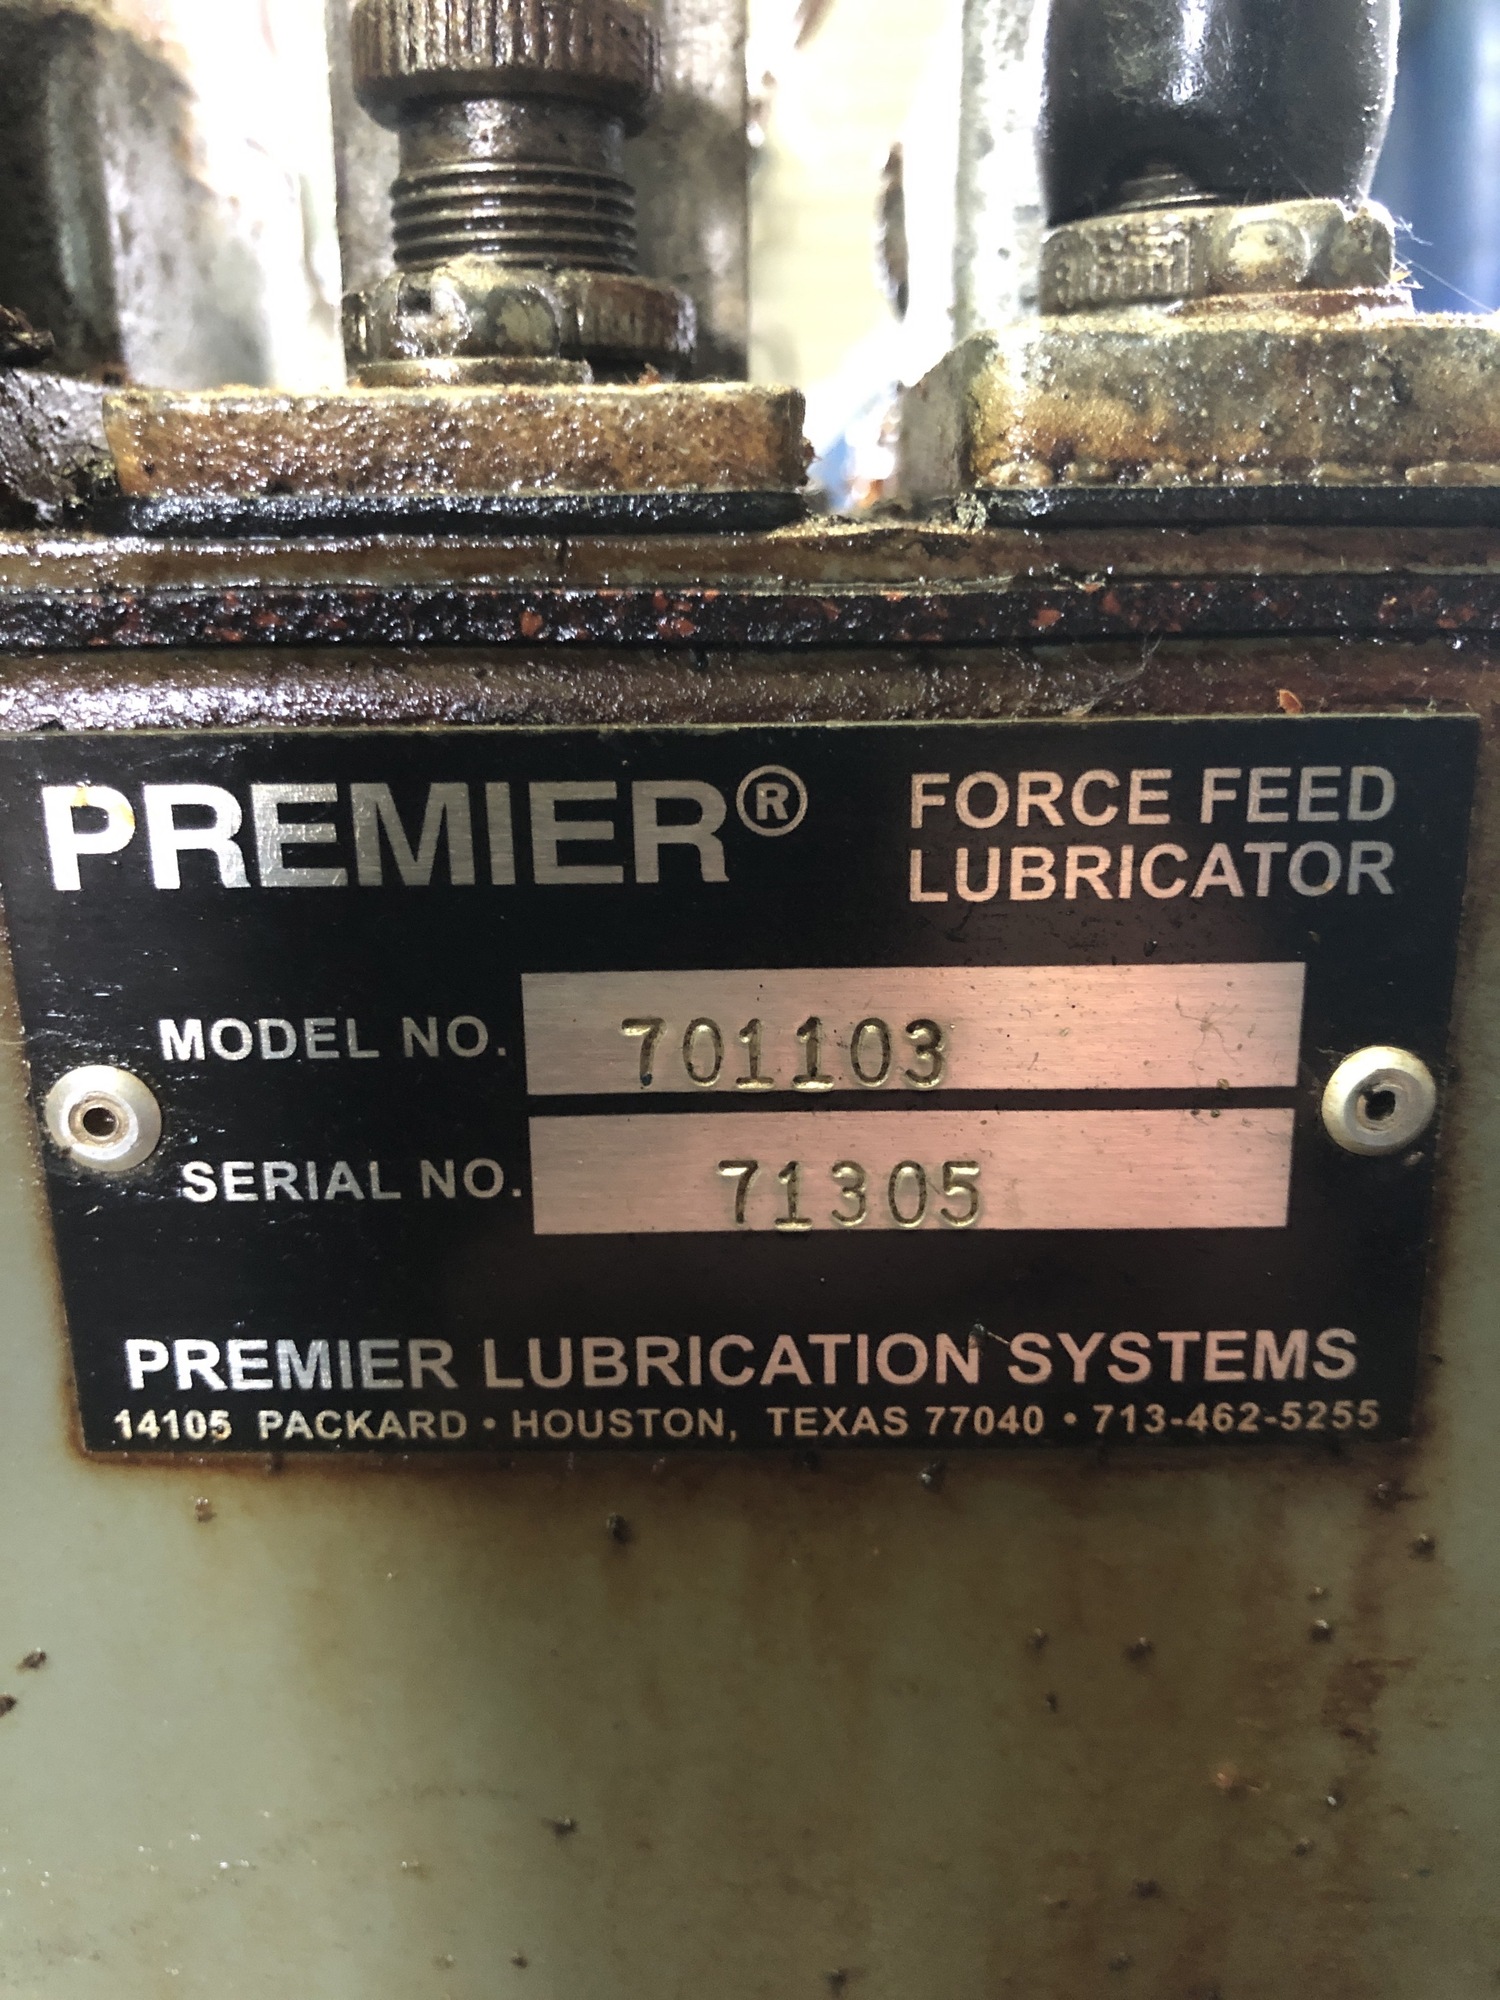 PREMIER®
FORCE FEED
LUBRICATOR
MODEL NO. 701103
SERIAL NO. 71305
PREMIER LUBRICATION SYSTEMS
14105 PACKARD • HOUSTON, TEXAS 77040 • 713-462-5255